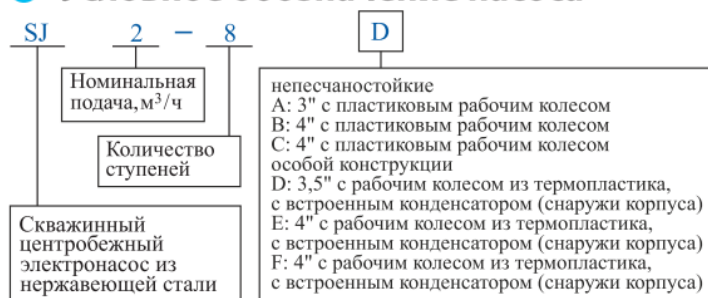 SJ 2 – 8 D
Номинальная
подача,м³/ч
Количество
ступеней
Скважинный
центробежный
электронасос из
нержавеющей стали
непесчаностойкие
A: 3" с пластиковым рабочим колесом
B: 4" с пластиковым рабочим колесом
C: 4" с пластиковым рабочим колесом
особой конструкции
D: 3,5" с рабочим колесом из термопластика,
с встроенным конденсатором (снаружи корпуса)
E: 4" с рабочим колесом из термопластика,
с встроенным конденсатором (снаружи корпуса)
F: 4" с рабочим колесом из термопластика,
с встроенным конденсатором (снаружи корпуса)